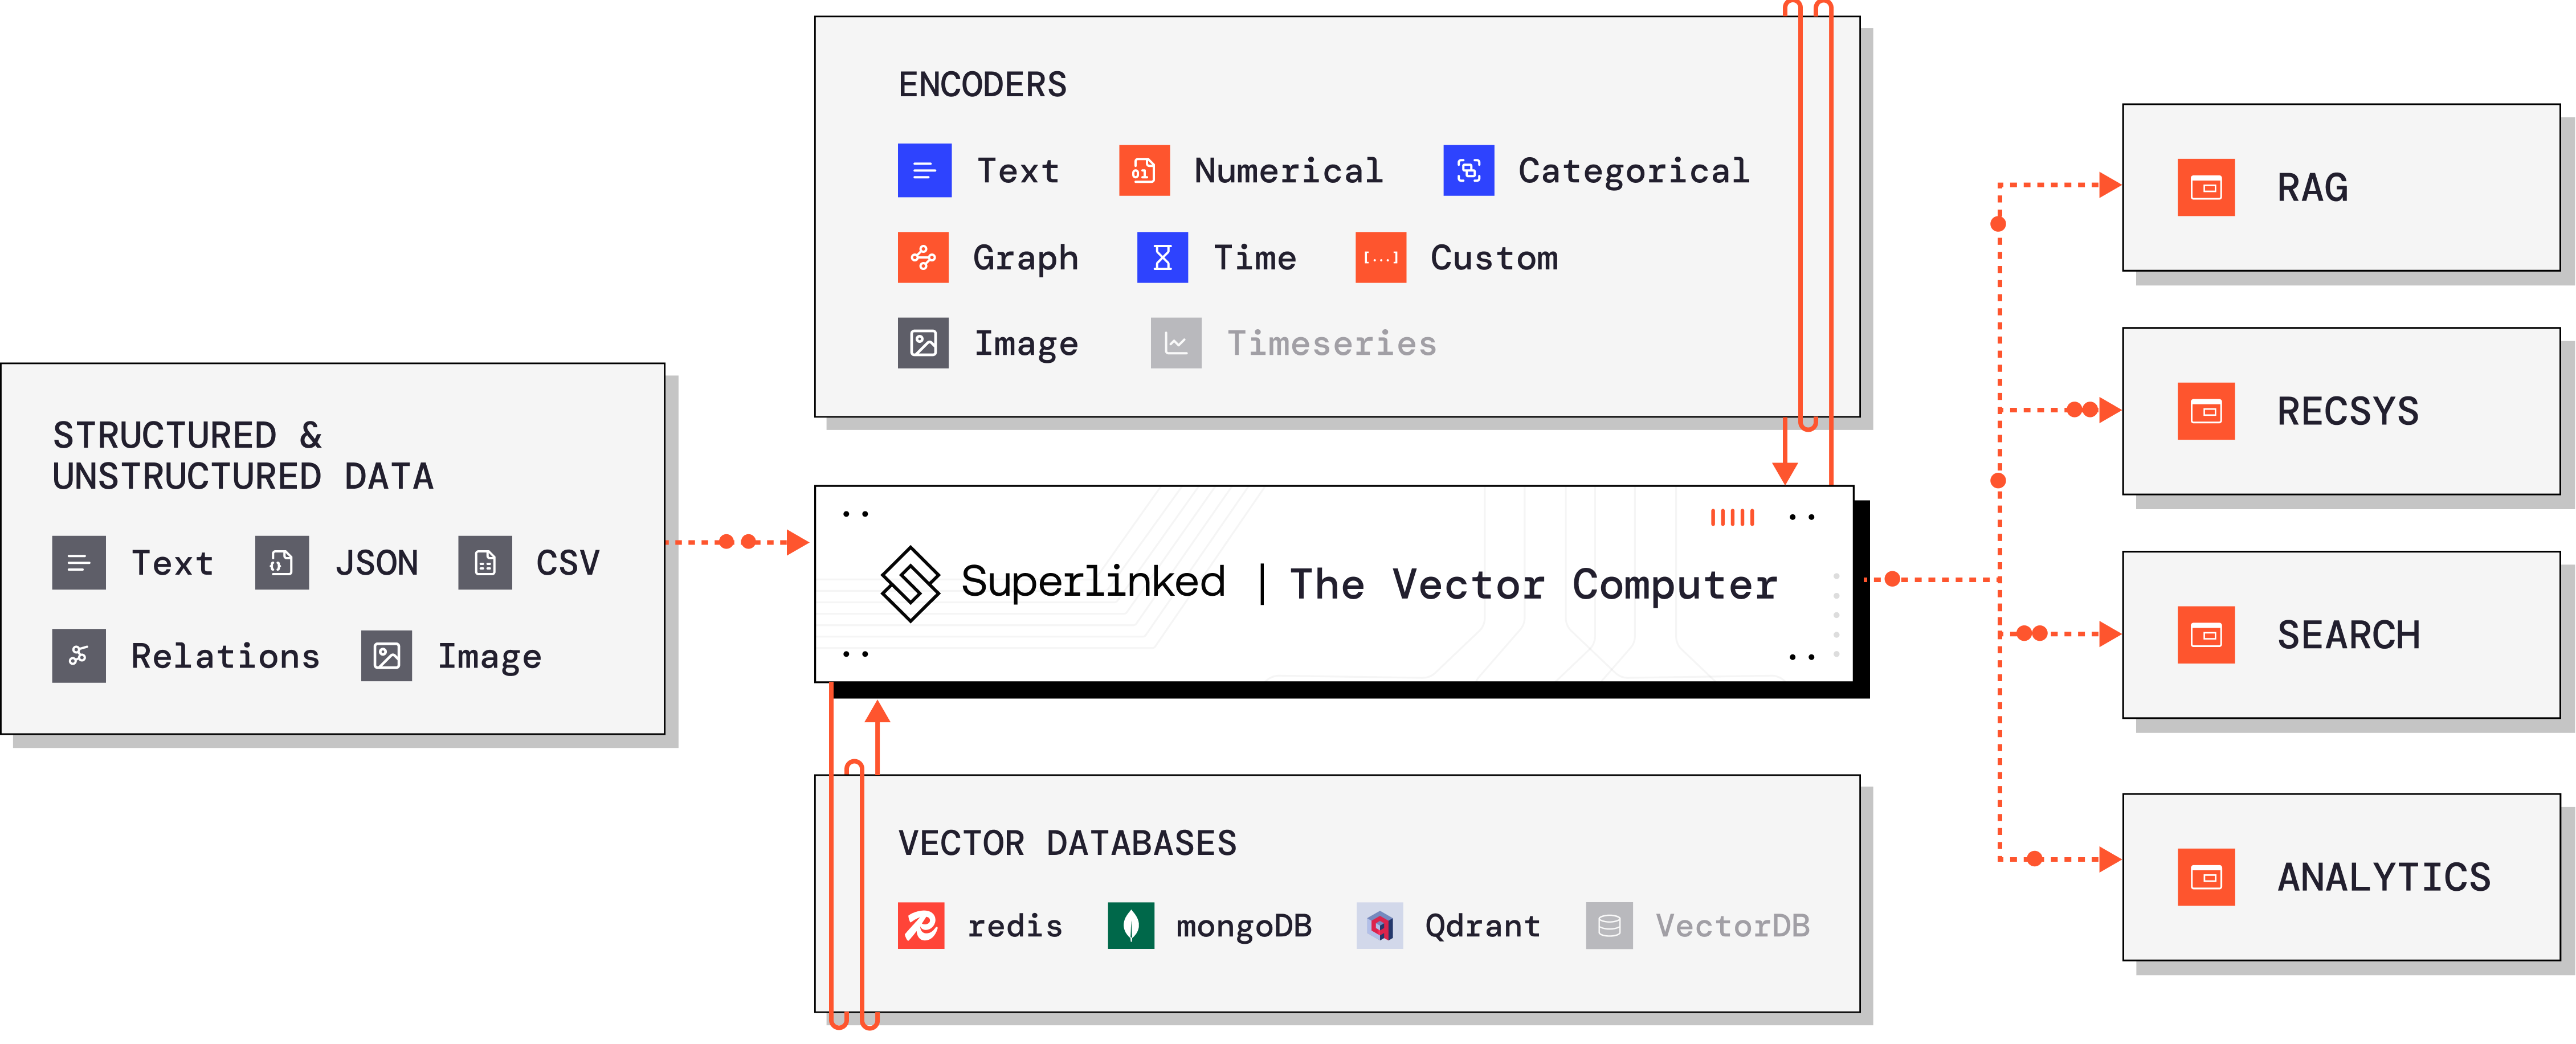 STRUCTURED &
UNSTRUCTURED DATA
Text JSON CSV
Relations Image
ENCODERS
Text Numerical Categorical
Graph Time Custom
Image Timeseries
Superlinked | The Vector Computer
VECTOR DATABASES
redis mongoDB Qdrant VectorDB
RAG
RECSYS
SEARCH
ANALYTICS